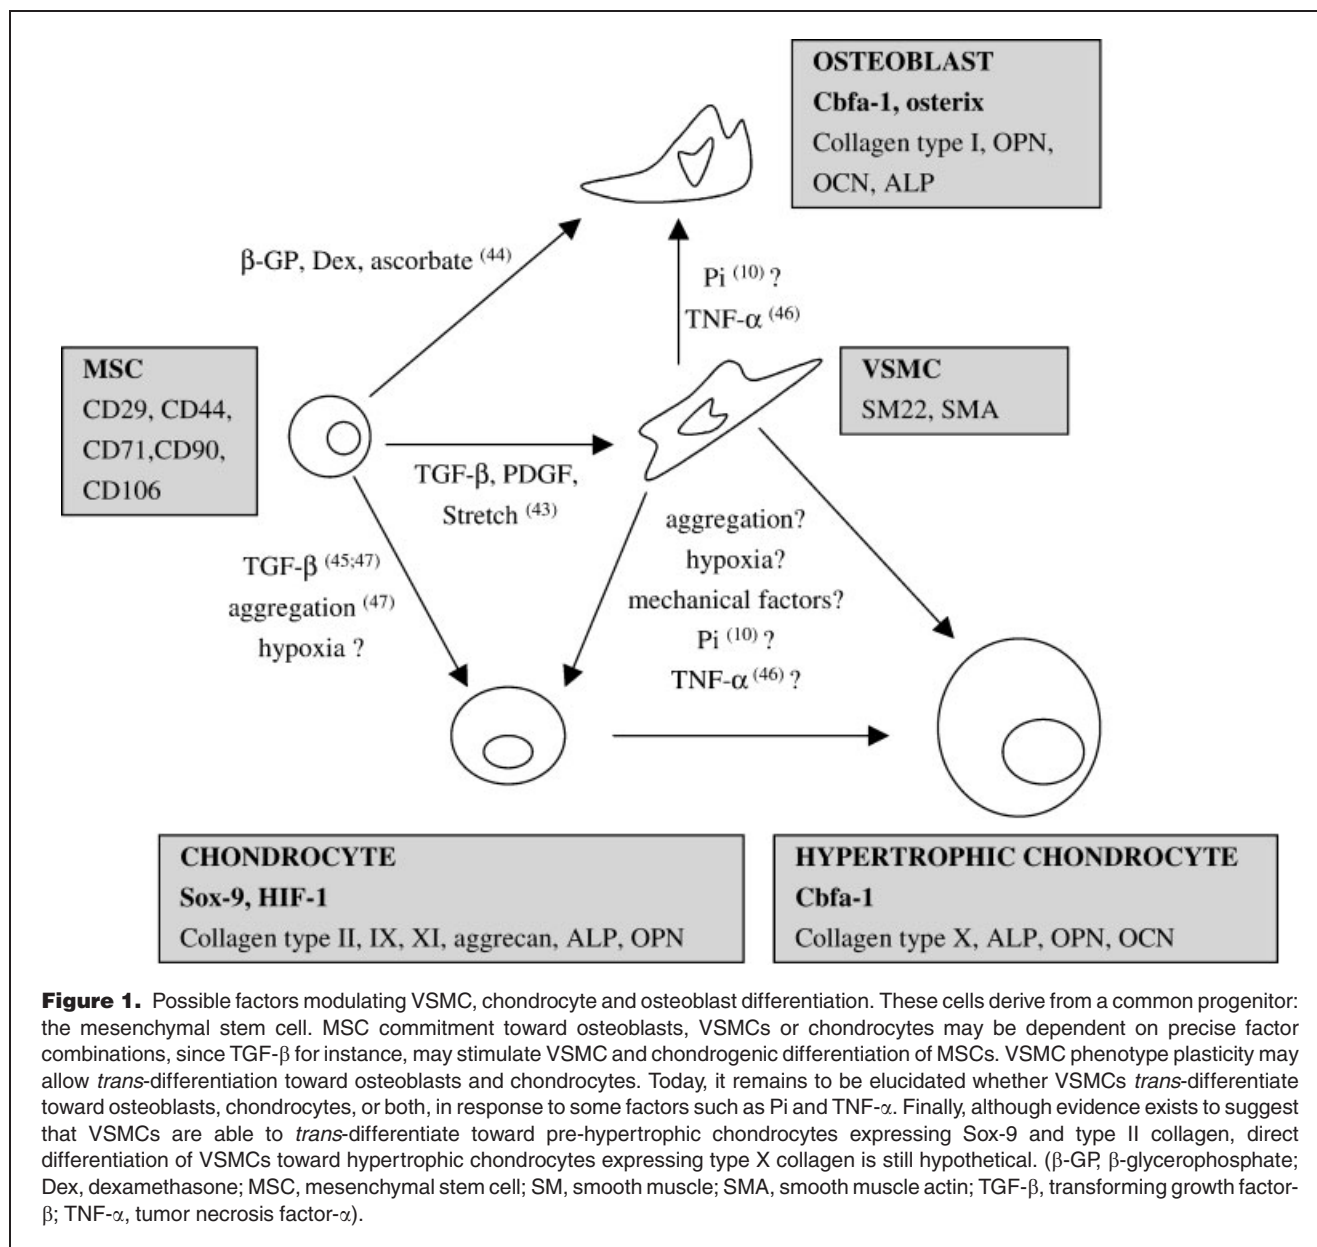 OSTEOBLAST
Cbfa-1, osterix
Collagen type I, OPN,
OCN, ALP
β-GP, Dex, ascorbate (44)
Pi (10) ?
TNF-α (46)
MSC
CD29, CD44,
CD71,CD90,
CD106
VSMC
SM22, SMA
TGF-β, PDGF,
Stretch (43)
TGF-β (45;47)
aggregation (47)
hypoxia ?
aggregation?
hypoxia?
mechanical factors?
Pi (10) ?
TNF-α (46) ?
CHONDROCYTE
Sox-9, HIF-1
Collagen type II, IX, XI, aggrecan, ALP, OPN
HYPERTROPHIC CHONDROCYTE
Cbfa-1
Collagen type X, ALP, OPN, OCN
Figure 1. Possible factors modulating VSMC, chondrocyte and osteoblast differentiation. These cells derive from a common progenitor:
the mesenchymal stem cell. MSC commitment toward osteoblasts, VSMCs or chondrocytes may be dependent on precise factor
combinations, since TGF-β for instance, may stimulate VSMC and chondrogenic differentiation of MSCs. VSMC phenotype plasticity may
allow trans-differentiation toward osteoblasts and chondrocytes. Today, it remains to be elucidated whether VSMCs trans-differentiate
toward osteoblasts, chondrocytes, or both, in response to some factors such as Pi and TNF-α. Finally, although evidence exists to suggest
that VSMCs are able to trans-differentiate toward pre-hypertrophic chondrocytes expressing Sox-9 and type II collagen, direct
differentiation of VSMCs toward hypertrophic chondrocytes expressing type X collagen is still hypothetical. (β-GP, β-glycerophosphate;
Dex, dexamethasone; MSC, mesenchymal stem cell; SM, smooth muscle; SMA, smooth muscle actin; TGF-β, transforming growth factor-
β; TNF-α, tumor necrosis factor-α).